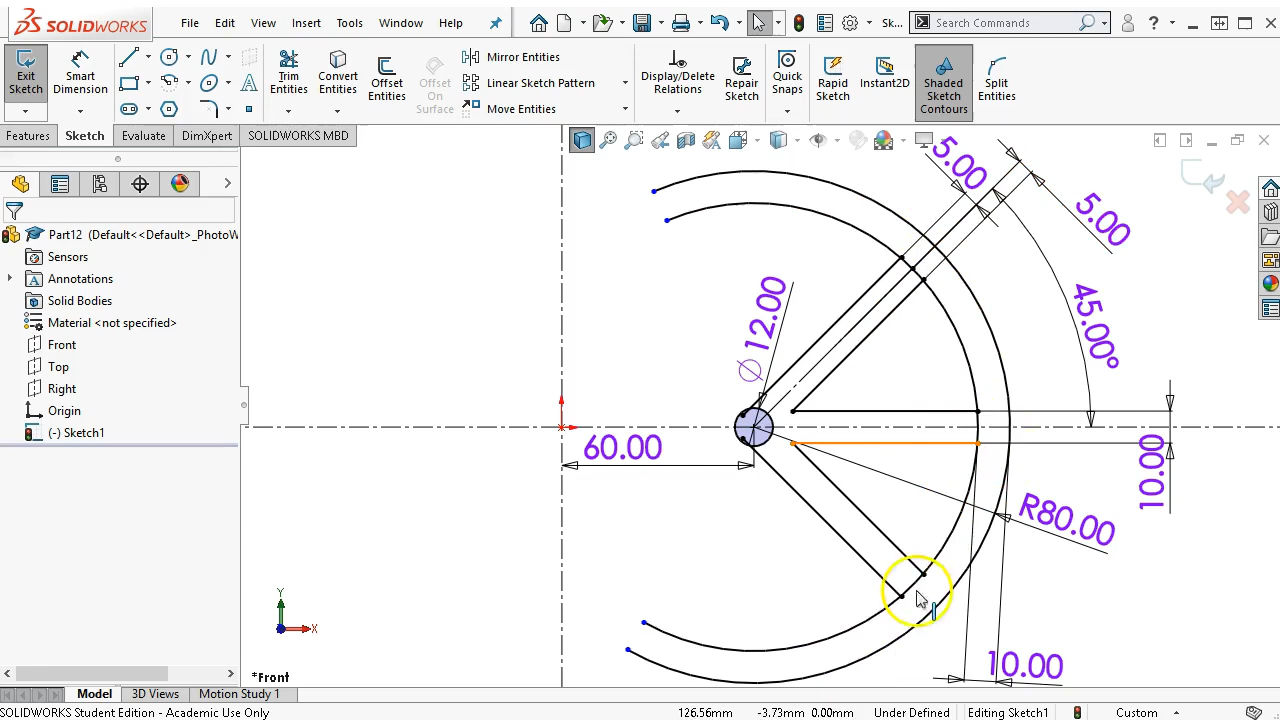 SOLIDWORKS File Edit View Insert Tools Window Help Sk... Search Commands ?
Exit Sketch Smart Dimension Trim Entities Convert Entities Offset Entities Offset On Surface Mirror Entities Linear Sketch Pattern Move Entities Display/Delete Relations Repair Sketch Quick Snaps Rapid Sketch Instant2D Shaded Sketch Contours Split Entities
Features Sketch Evaluate DimXpert SOLIDWORKS MBD
Part12 (Default<<Default>_PhotoW
Sensors
Annotations
Solid Bodies
Material <not specified>
Front
Top
Right
Origin
(-) Sketch1
5.00
5.00
45.00°
∅ 12.00
60.00
10.00
R80.00
10.00
Y
X
*Front
Model 3D Views Motion Study 1
SOLIDWORKS Student Edition - Academic Use Only 126.56mm -3.73mm 0.00mm Under Defined Editing Sketch1 Custom